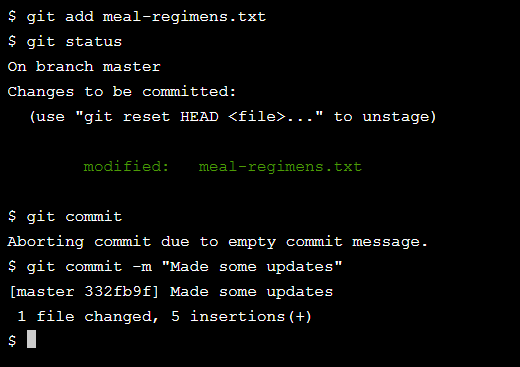 $ git add meal-regimens.txt
$ git status
On branch master
Changes to be committed:
(use "git reset HEAD <file>..." to unstage)
modified: meal-regimens.txt
$ git commit
Aborting commit due to empty commit message.
$ git commit -m "Made some updates"
[master 332fb9f] Made some updates
1 file changed, 5 insertions(+)
$